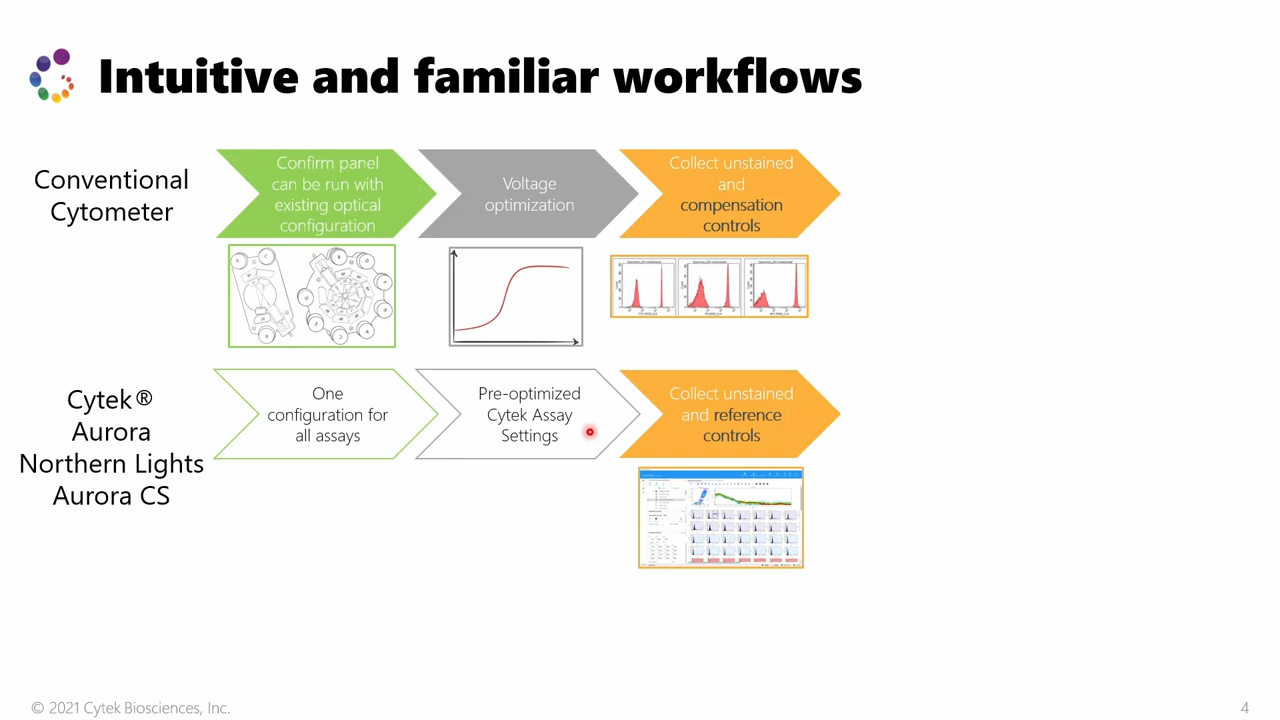 Intuitive and familiar workflows
Conventional
Cytometer
Confirm panel
can be run with
existing optical
configuration
Voltage
optimization
Collect unstained
and
compensation
controls
Cytek®
Aurora
Northern Lights
Aurora CS
One
configuration for
all assays
Pre-optimized
Cytek Assay
Settings
Collect unstained
and reference
controls
© 2021 Cytek Biosciences, Inc.
4